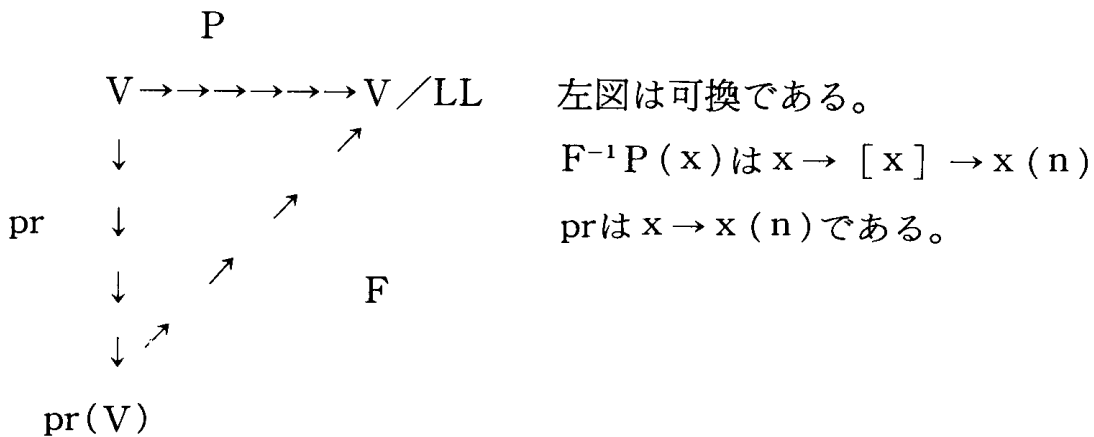 P
V→→→→→→V／LL 左図は可換である。
↓ ↗
F⁻¹P(x)はx→[x]→x(n)
pr ↓ ↗ prはx→x(n)である。
↓ ↗ F
↓ ↗
pr(V)